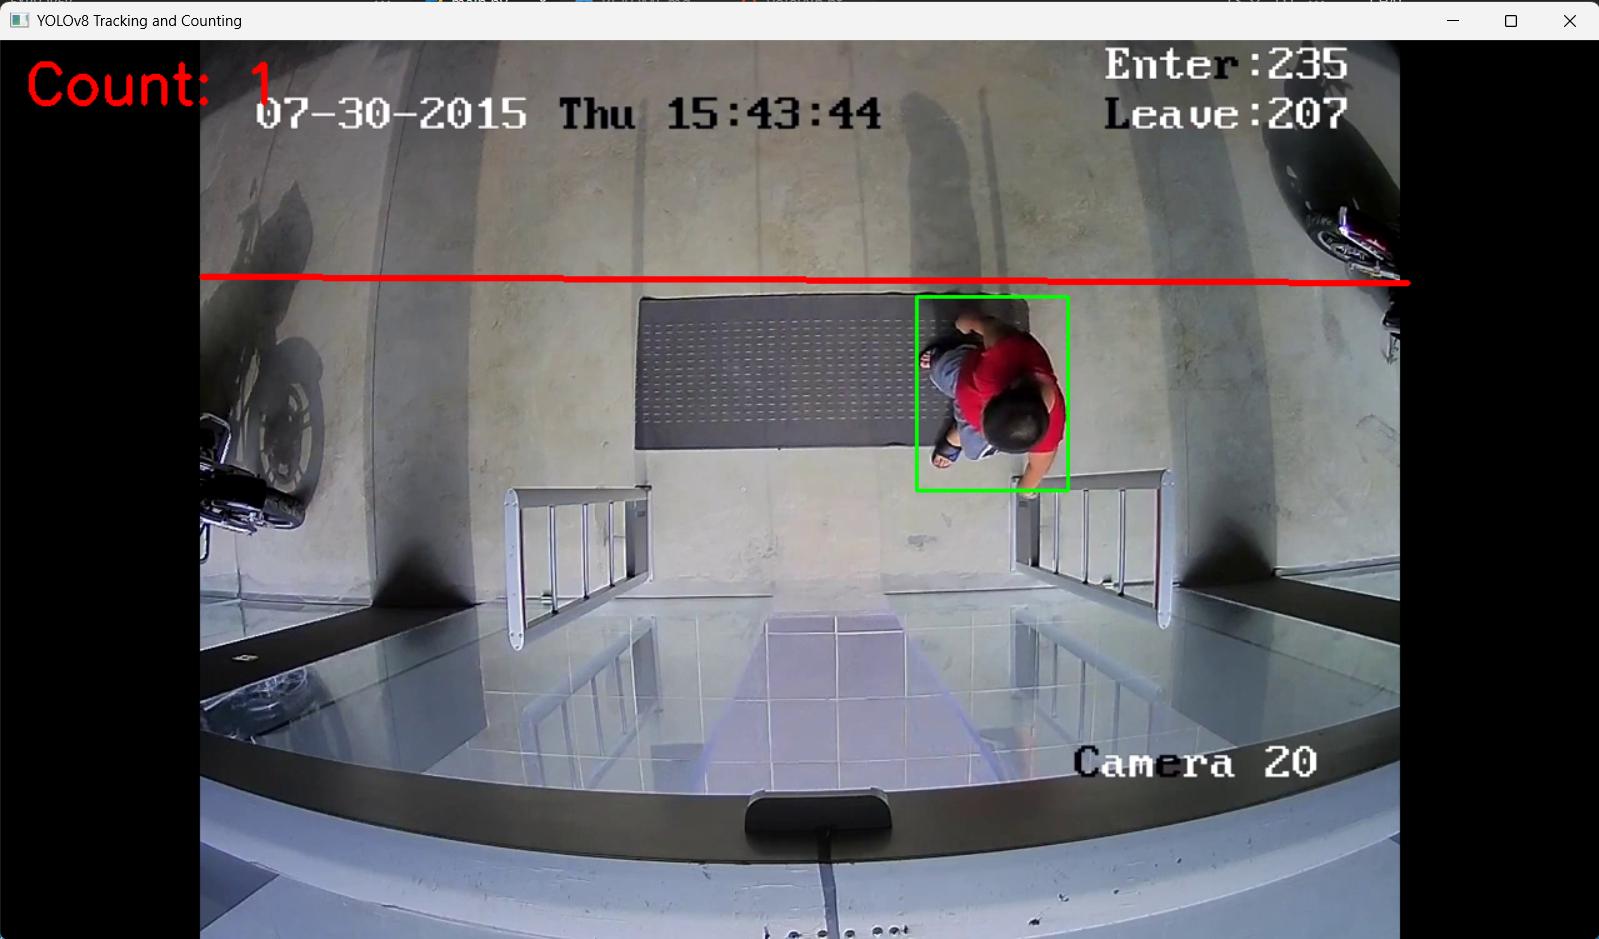 YOLOv8 Tracking and Counting
Count: 1
Enter:235
07-30-2015 Thu 15:43:44
Leave:207
Camera 20